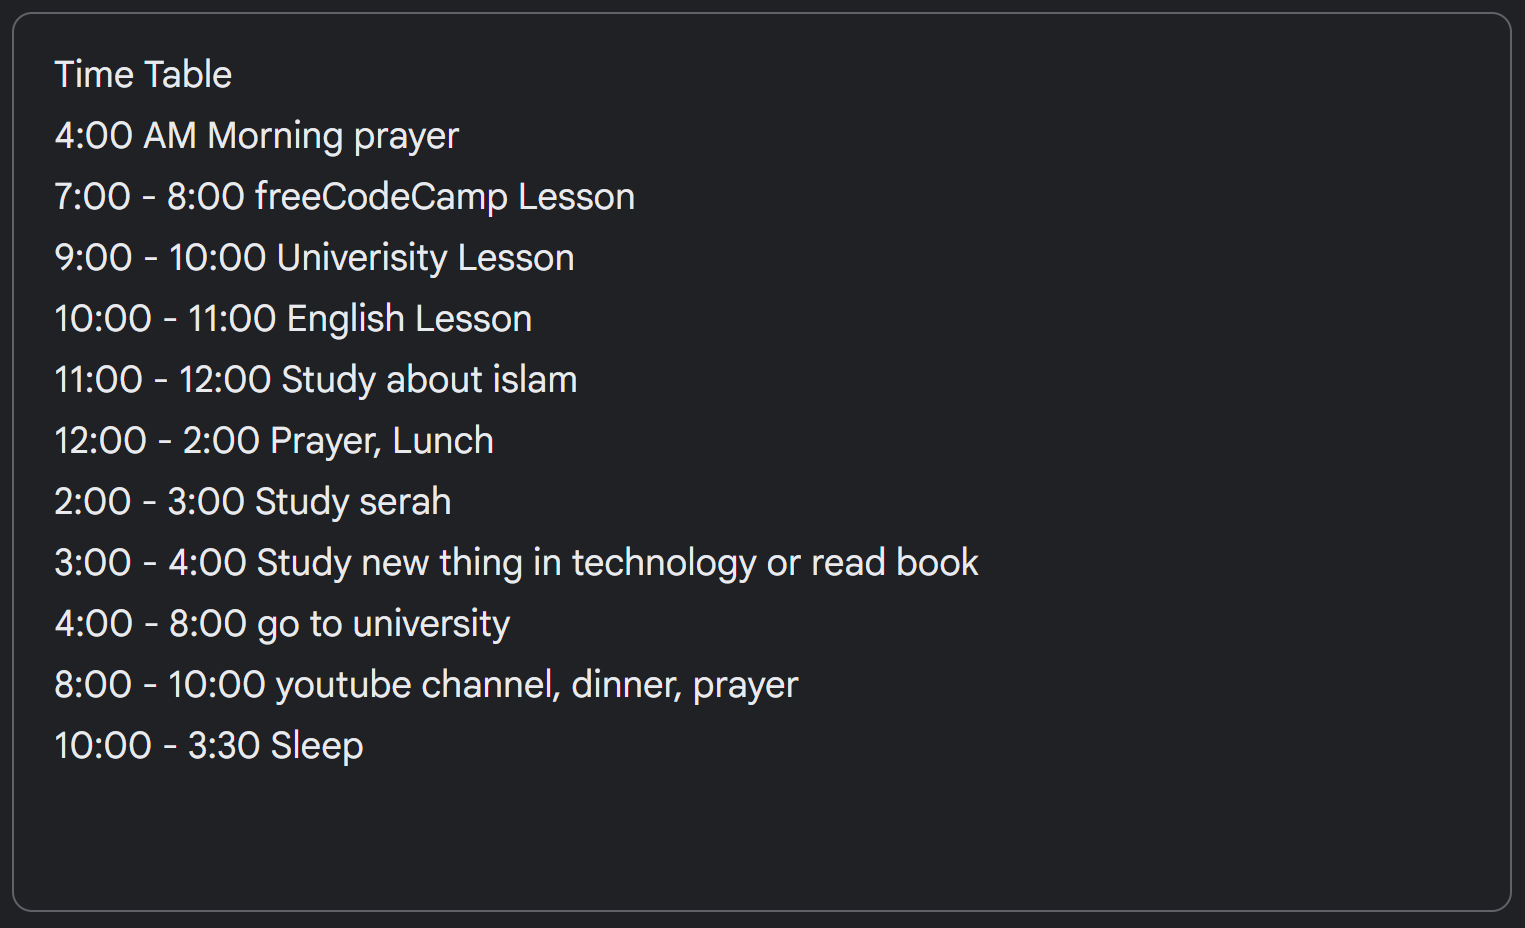 Time Table
4:00 AM Morning prayer
7:00 - 8:00 freeCodeCamp Lesson
9:00 - 10:00 Univerisity Lesson
10:00 - 11:00 English Lesson
11:00 - 12:00 Study about islam
12:00 - 2:00 Prayer, Lunch
2:00 - 3:00 Study serah
3:00 - 4:00 Study new thing in technology or read book
4:00 - 8:00 go to university
8:00 - 10:00 youtube channel, dinner, prayer
10:00 - 3:30 Sleep